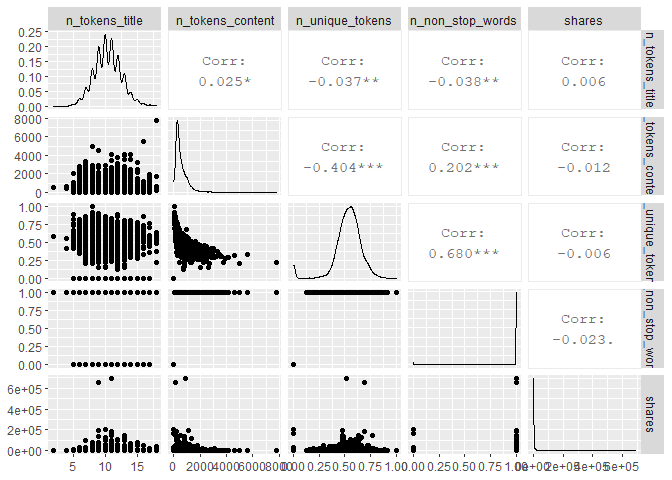 n_tokens_title n_tokens_content n_unique_tokens n_non_stop_words shares
0.25
0.20
0.15
0.10
0.05
0.00
Corr:
0.025*
Corr:
-0.037**
Corr:
-0.038**
Corr:
0.006
n_tokens_title
8000
6000
4000
2000
0
Corr:
-0.404***
Corr:
0.202***
Corr:
-0.012
_tokens_conte
1.00
0.75
0.50
0.25
0.00
Corr:
0.680***
Corr:
-0.006
_unique_token
1.00
0.75
0.50
0.25
0.00
Corr:
-0.023.
non_stop_wor
6e+05
4e+05
2e+05
0e+00
shares
5 10 15
0 2000 4000 6000 8000
0.00 0.25 0.50 0.75 1.00
0.00 0.25 0.50 0.75 1.00
0e+00 2e+05 4e+05 6e+05